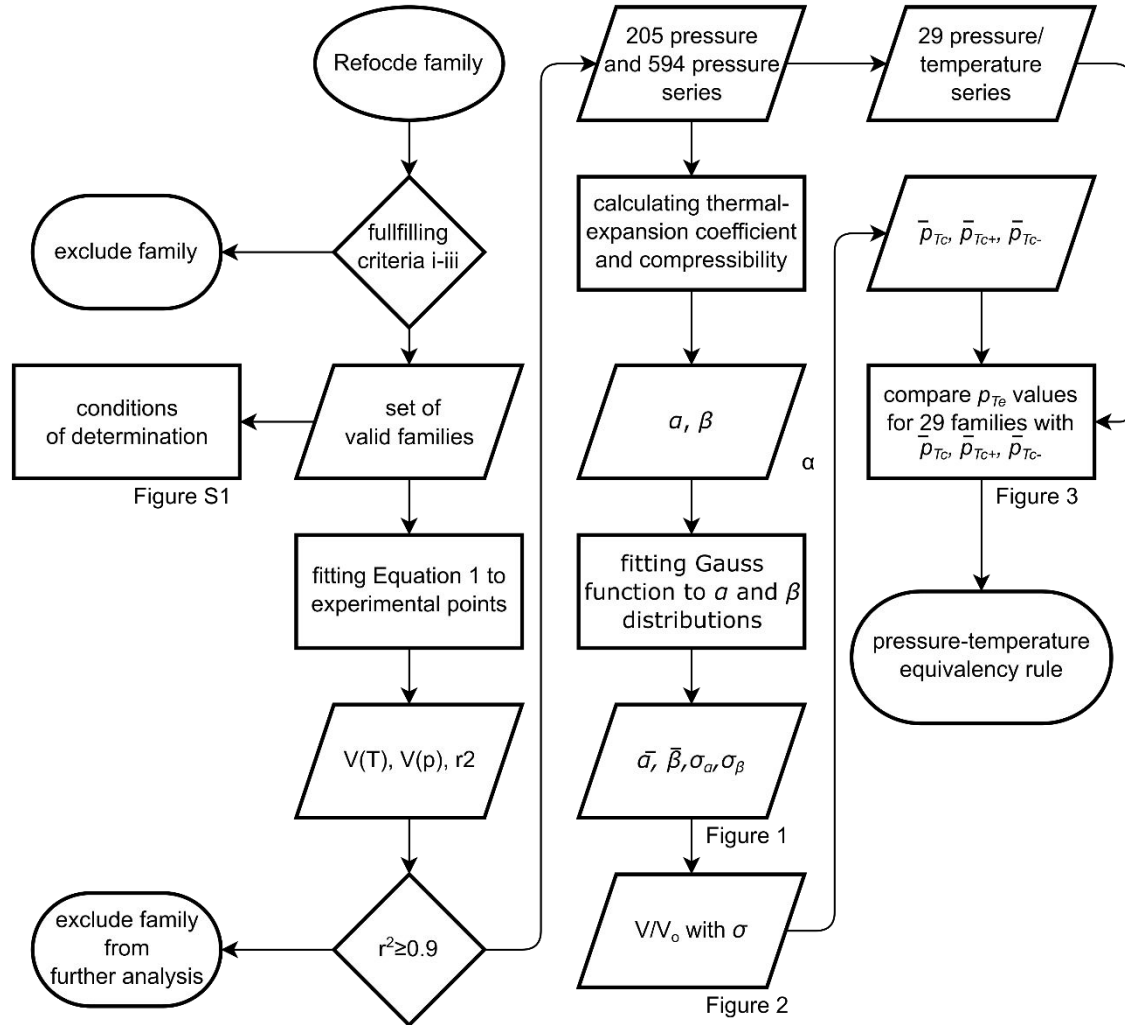 Refocde family
fullfilling
criteria i-iii
exclude family
conditions
of determination
Figure S1
set of
valid families
fitting Equation 1 to
experimental points
V(T), V(p), r2
r²≥0.9
exclude family
from
further analysis
205 pressure
and 594 pressure
series
29 pressure/
temperature
series
calculating thermal-
expansion coefficient
and compressibility
α, β
α
fitting Gauss
function to α and β
distributions
ᾱ, β̄,σα,σβ
Figure 1
V/Vₒ with σ
Figure 2
p̄Tc, p̄Tc+, p̄Tc-
compare pTe values
for 29 families with
p̄Tc, p̄Tc+, p̄Tc-
Figure 3
pressure-temperature
equivalency rule